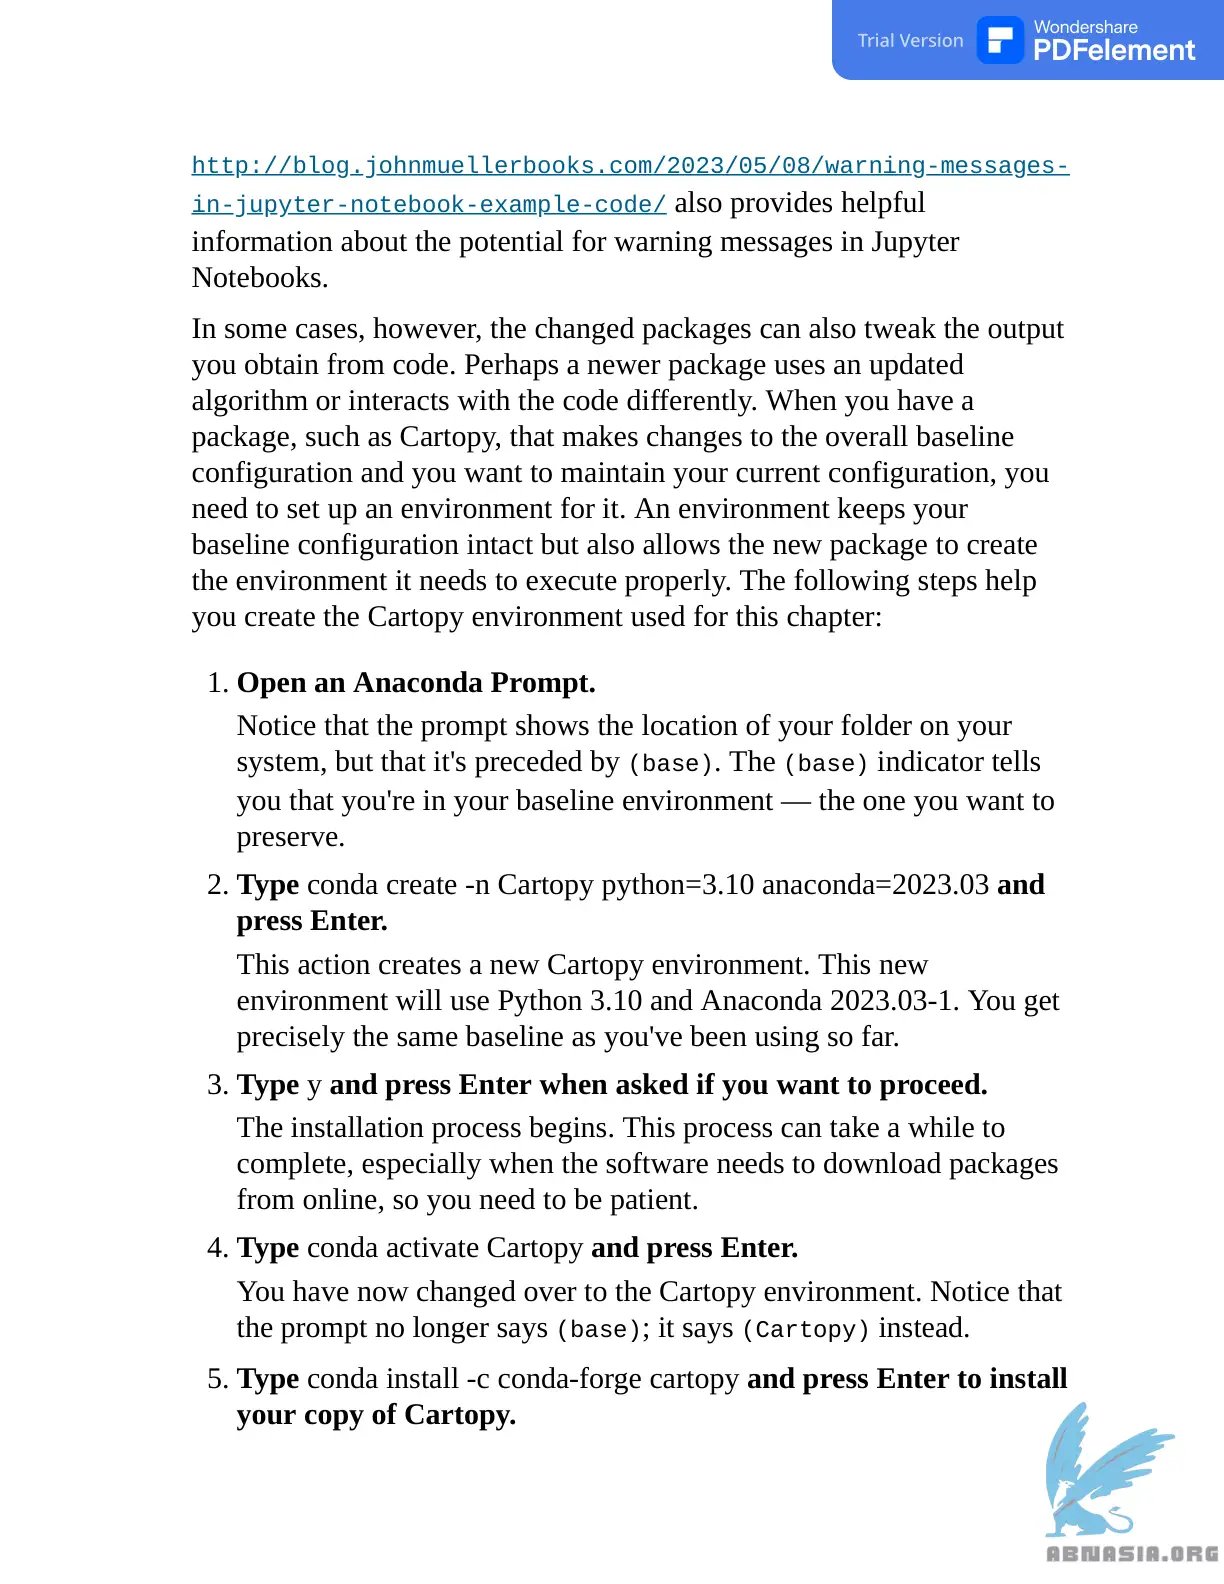 Trial Version
Wondershare
PDFelement
http://blog.johnmuellerbooks.com/2023/05/08/warning-messages-
in-jupyter-notebook-example-code/ also provides helpful
information about the potential for warning messages in Jupyter
Notebooks.
In some cases, however, the changed packages can also tweak the output
you obtain from code. Perhaps a newer package uses an updated
algorithm or interacts with the code differently. When you have a
package, such as Cartopy, that makes changes to the overall baseline
configuration and you want to maintain your current configuration, you
need to set up an environment for it. An environment keeps your
baseline configuration intact but also allows the new package to create
the environment it needs to execute properly. The following steps help
you create the Cartopy environment used for this chapter:
1. Open an Anaconda Prompt.
Notice that the prompt shows the location of your folder on your
system, but that it's preceded by (base). The (base) indicator tells
you that you're in your baseline environment — the one you want to
preserve.
2. Type conda create -n Cartopy python=3.10 anaconda=2023.03 and
press Enter.
This action creates a new Cartopy environment. This new
environment will use Python 3.10 and Anaconda 2023.03-1. You get
precisely the same baseline as you've been using so far.
3. Type y and press Enter when asked if you want to proceed.
The installation process begins. This process can take a while to
complete, especially when the software needs to download packages
from online, so you need to be patient.
4. Type conda activate Cartopy and press Enter.
You have now changed over to the Cartopy environment. Notice that
the prompt no longer says (base); it says (Cartopy) instead.
5. Type conda install -c conda-forge cartopy and press Enter to install
your copy of Cartopy.
ABNASIA.ORG